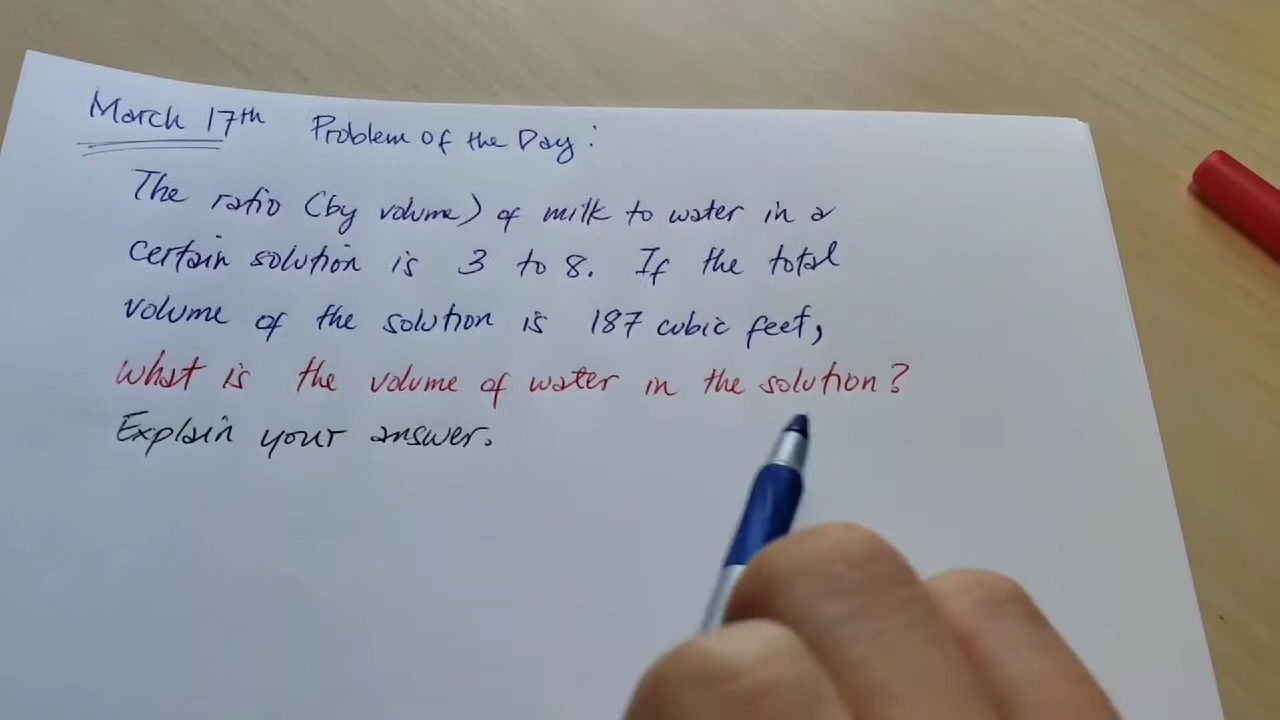 March 17th Problem of the Day:
The ratio (by volume) of milk to water in a
certain solution is 3 to 8. If the total
volume of the solution is 187 cubic feet,
What is the volume of water in the solution?
Explain your answer.